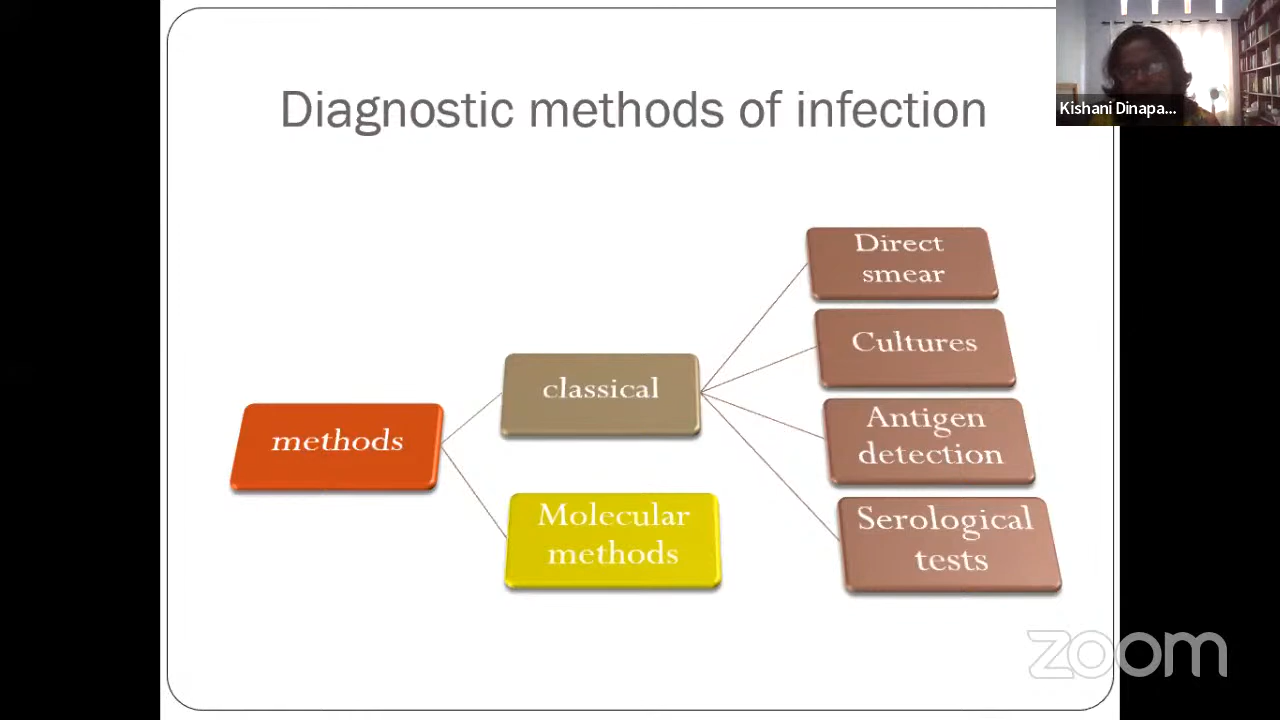 Diagnostic methods of infection
Kishani Dinapa...
methods
classical
Molecular
methods
Direct
smear
Cultures
Antigen
detection
Serological
tests
zoom